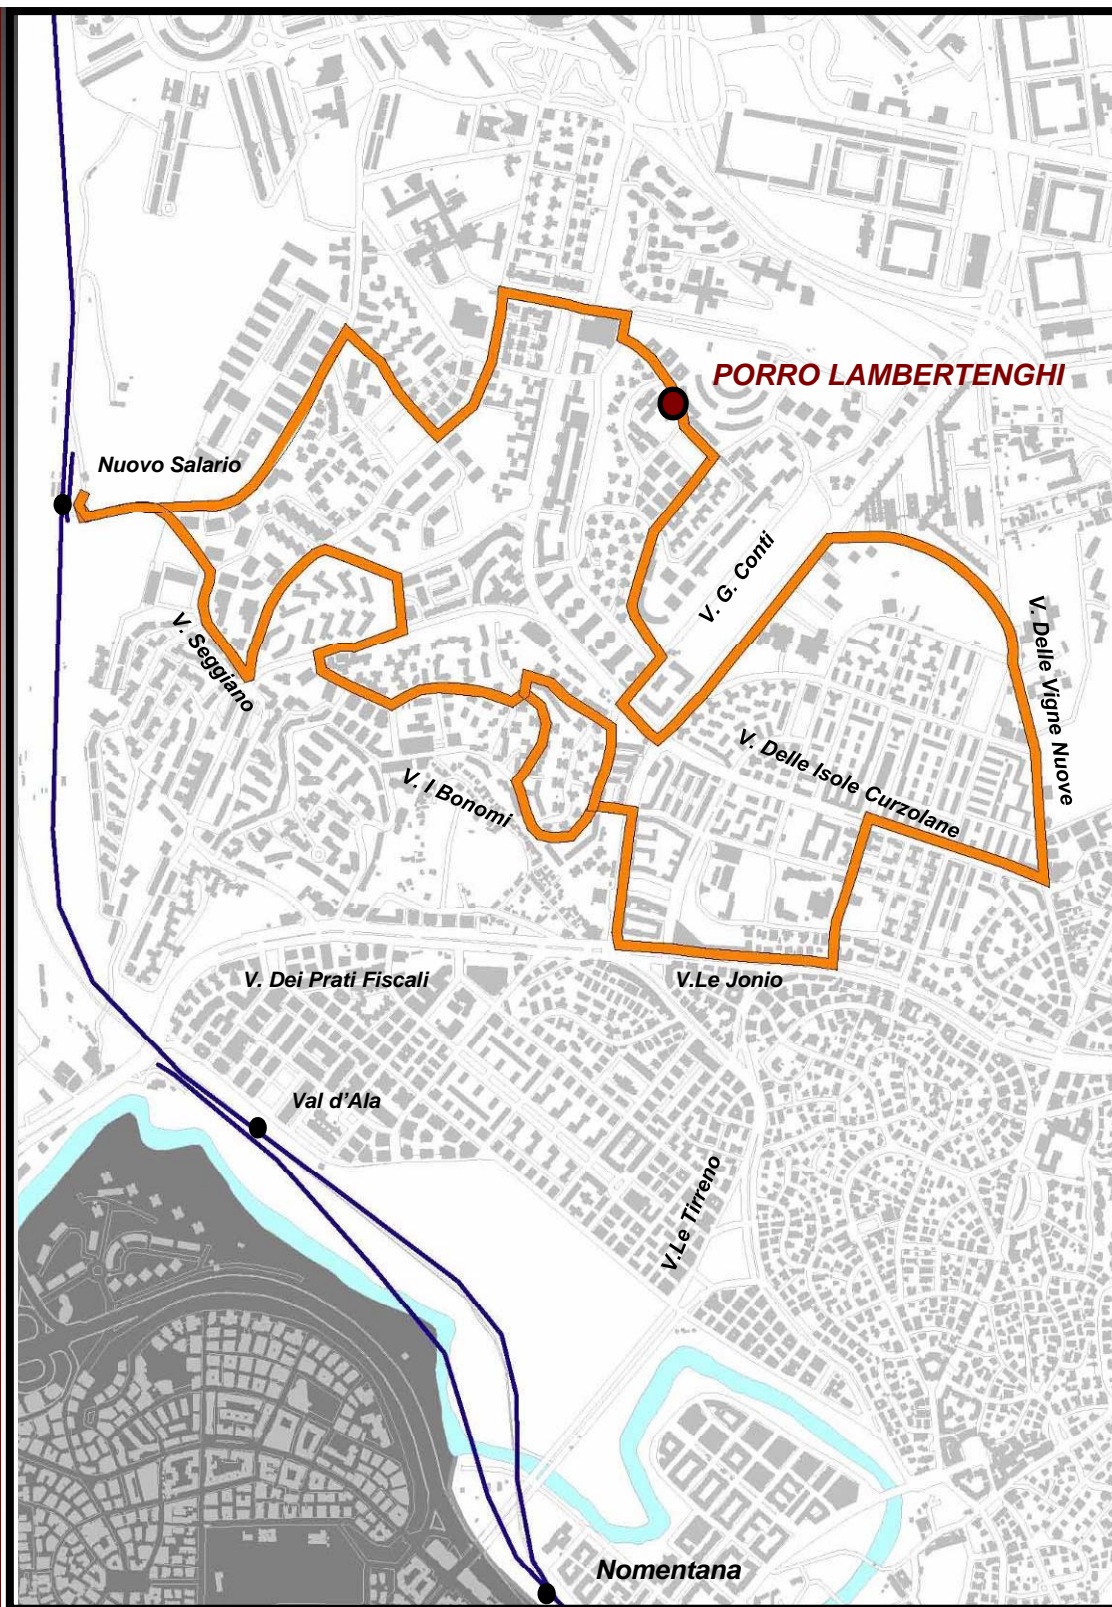 PORRO LAMBERTENGHI
Nuovo Salario
V. G. Conti
V. Seggiano
V. Delle Vigne Nuove
V. Delle Isole Curzolane
V. I Bonomi
V. Dei Prati Fiscali
V.Le Jonio
Val d'Ala
V.Le Tirreno
Nomentana